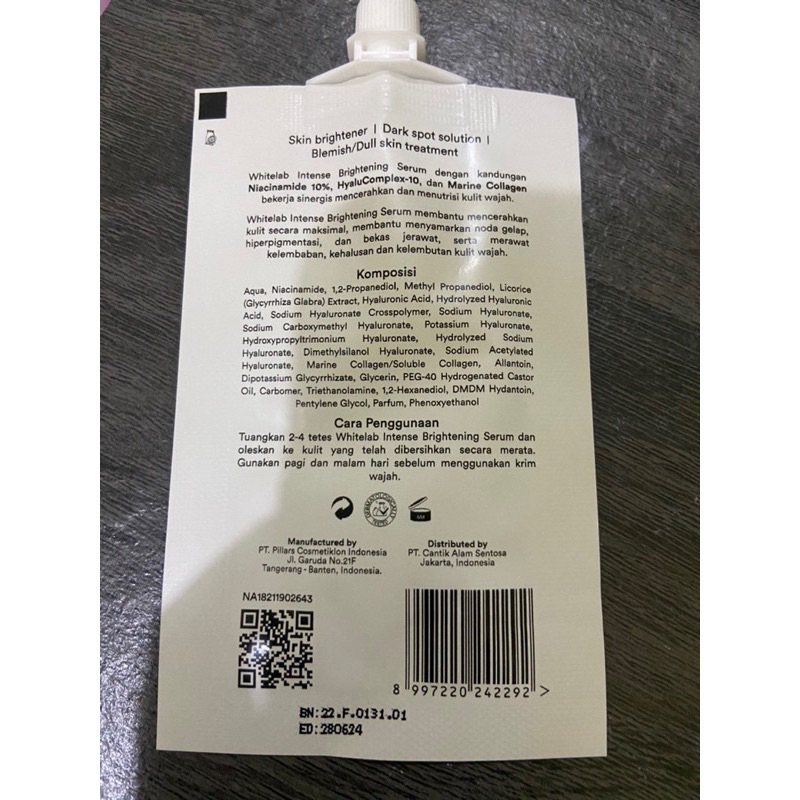 Skin brightener | Dark spot solution |
Blemish/Dull skin treatment
Whitelab Intense Brightening Serum dengan kandungan
Niacinamide 10%, HyaluComplex-10, dan Marine Collagen
bekerja sinergis mencerahkan dan menutrisi kulit wajah.
Whitelab Intense Brightening Serum membantu mencerahkan
kulit secara maksimal, membantu menyamarkan noda gelap,
hiperpigmentasi, dan bekas jerawat, serta merawat
kelembaban, kehalusan dan kelembutan kulit wajah.
Komposisi
Aqua, Niacinamide, 1,2-Propanediol, Methyl Propanediol, Licorice
(Glycyrrhiza Glabra) Extract, Hyaluronic Acid, Hydrolyzed Hyaluronic
Acid, Sodium Hyaluronate Crosspolymer, Sodium Hyaluronate,
Sodium Carboxymethyl Hyaluronate, Potassium Hyaluronate,
Hydroxypropyltrimonium Hyaluronate, Hydrolyzed Sodium
Hyaluronate, Dimethylsilanol Hyaluronate, Sodium Acetylated
Hyaluronate, Marine Collagen/Soluble Collagen, Allantoin,
Dipotassium Glycyrrhizate, Glycerin, PEG-40 Hydrogenated Castor
Oil, Carbomer, Triethanolamine, 1,2-Hexanediol, DMDM Hydantoin,
Pentylene Glycol, Parfum, Phenoxyethanol
Cara Penggunaan
Tuangkan 2-4 tetes Whitelab Intense Brightening Serum dan
oleskan ke kulit yang telah dibersihkan secara merata.
Gunakan pagi dan malam hari sebelum menggunakan krim
wajah.
DERMATOLOGICALLY TESTED
Manufactured by
PT. Pillars Cosmetiklon Indonesia
Jl. Garuda No.21F
Tangerang - Banten, Indonesia.
Distributed by
PT. Cantik Alam Sentosa
Jakarta, Indonesia
NA18211902643
8 997220 242292 >
BN:22.F.0131.01
ED:280624